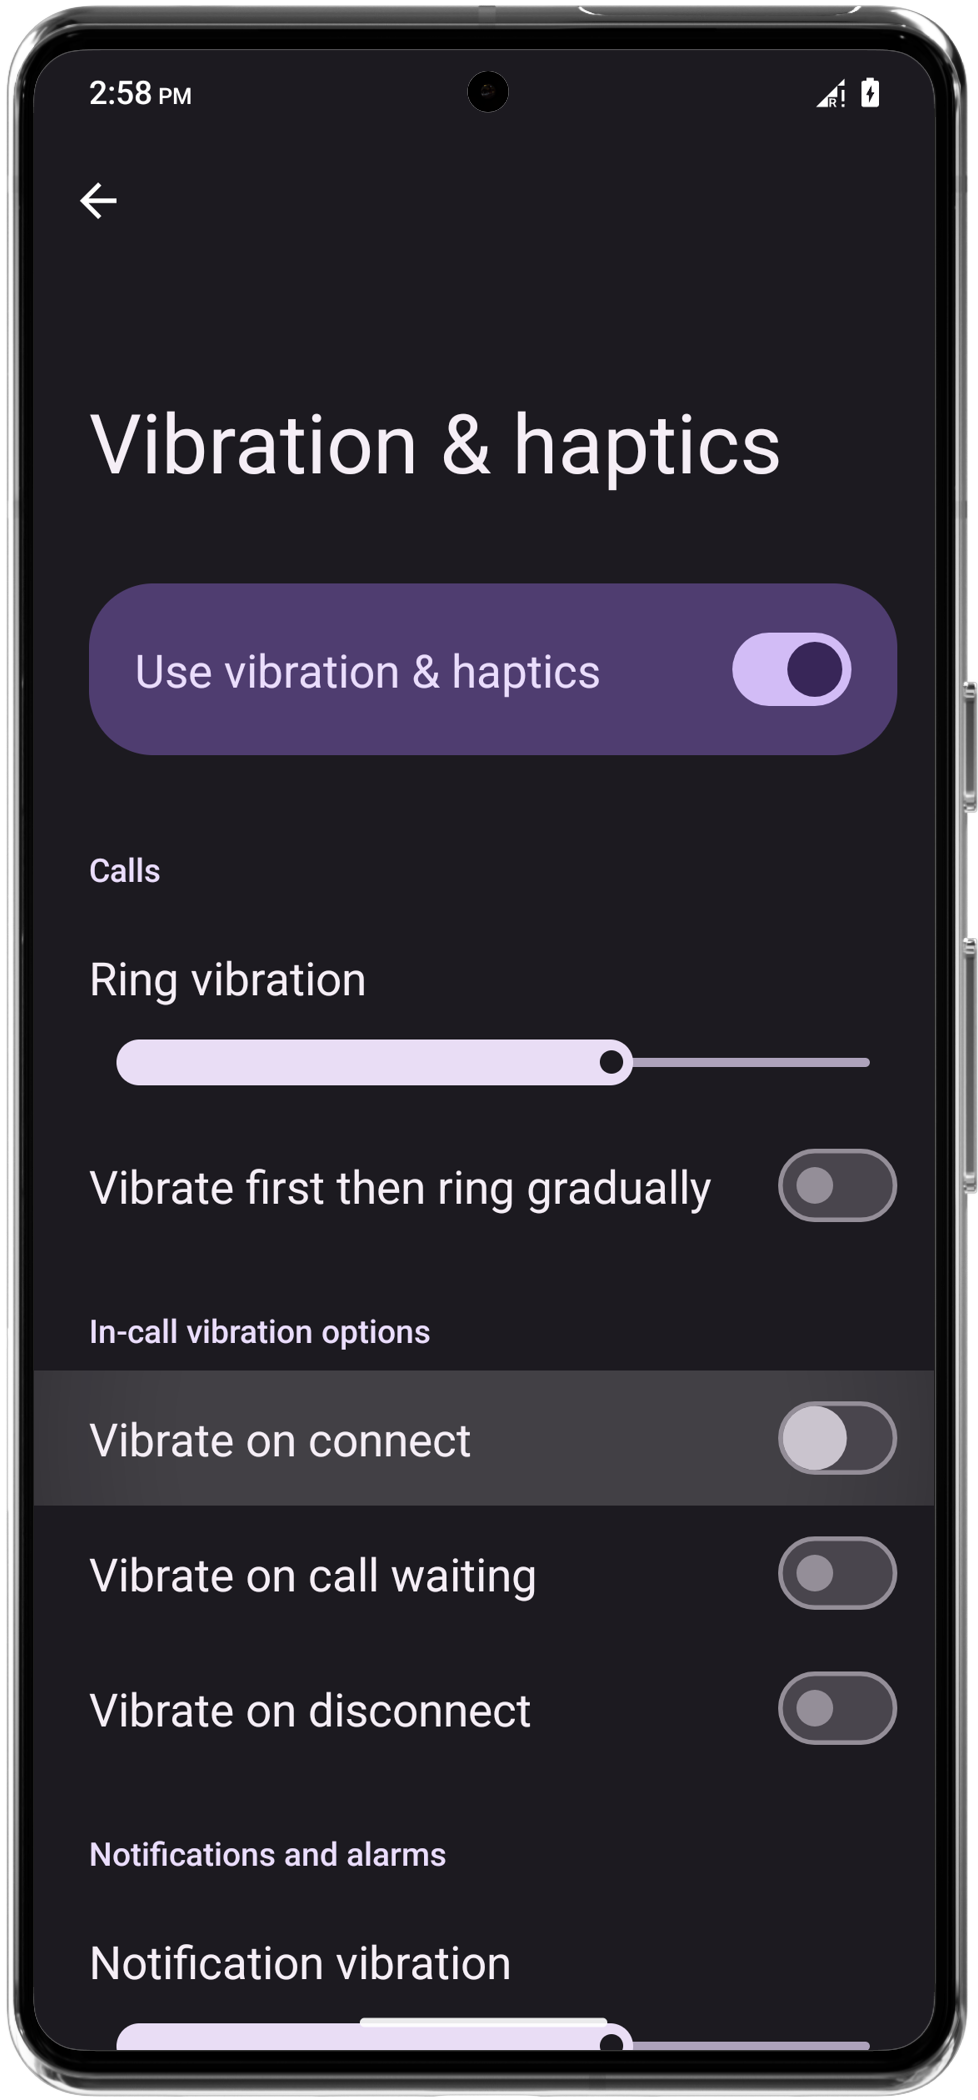 2:58 PM
R!
Vibration & haptics
Use vibration & haptics
Calls
Ring vibration
Vibrate first then ring gradually
In-call vibration options
Vibrate on connect
Vibrate on call waiting
Vibrate on disconnect
Notifications and alarms
Notification vibration